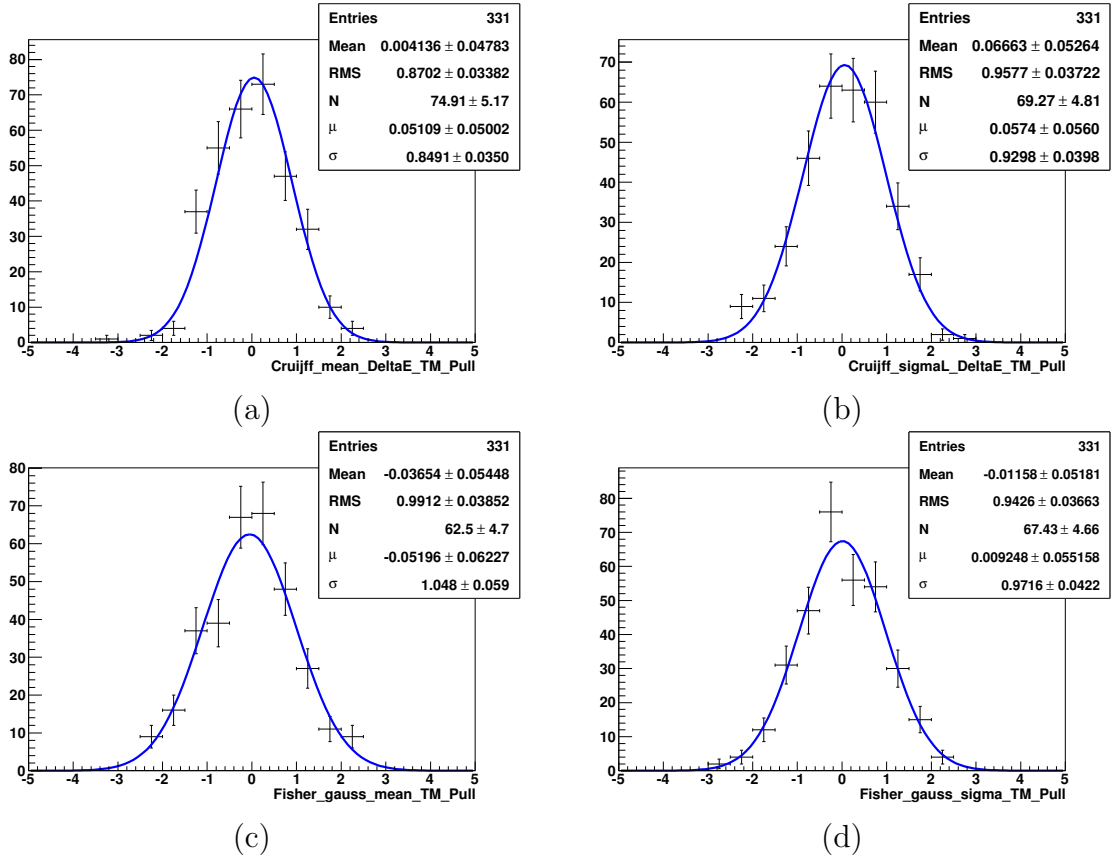 Entries 331
Mean 0.004136 ± 0.04783
RMS 0.8702 ± 0.03382
N 74.91 ± 5.17
μ 0.05109 ± 0.05002
σ 0.8491 ± 0.0350
80
70
60
50
40
30
20
10
0
-5 -4 -3 -2 -1 0 1 2 3 4 5
Cruijff_mean_DeltaE_TM_Pull
(a)
Entries 331
Mean 0.06663 ± 0.05264
RMS 0.9577 ± 0.03722
N 69.27 ± 4.81
μ 0.0574 ± 0.0560
σ 0.9298 ± 0.0398
70
60
50
40
30
20
10
0
-5 -4 -3 -2 -1 0 1 2 3 4 5
Cruijff_sigmaL_DeltaE_TM_Pull
(b)
Entries 331
Mean -0.03654 ± 0.05448
RMS 0.9912 ± 0.03852
N 62.5 ± 4.7
μ -0.05196 ± 0.06227
σ 1.048 ± 0.059
80
70
60
50
40
30
20
10
0
-5 -4 -3 -2 -1 0 1 2 3 4 5
Fisher_gauss_mean_TM_Pull
(c)
Entries 331
Mean -0.01158 ± 0.05181
RMS 0.9426 ± 0.03663
N 67.43 ± 4.66
μ 0.009248 ± 0.055158
σ 0.9716 ± 0.0422
80
70
60
50
40
30
20
10
0
-5 -4 -3 -2 -1 0 1 2 3 4 5
Fisher_gauss_sigma_TM_Pull
(d)